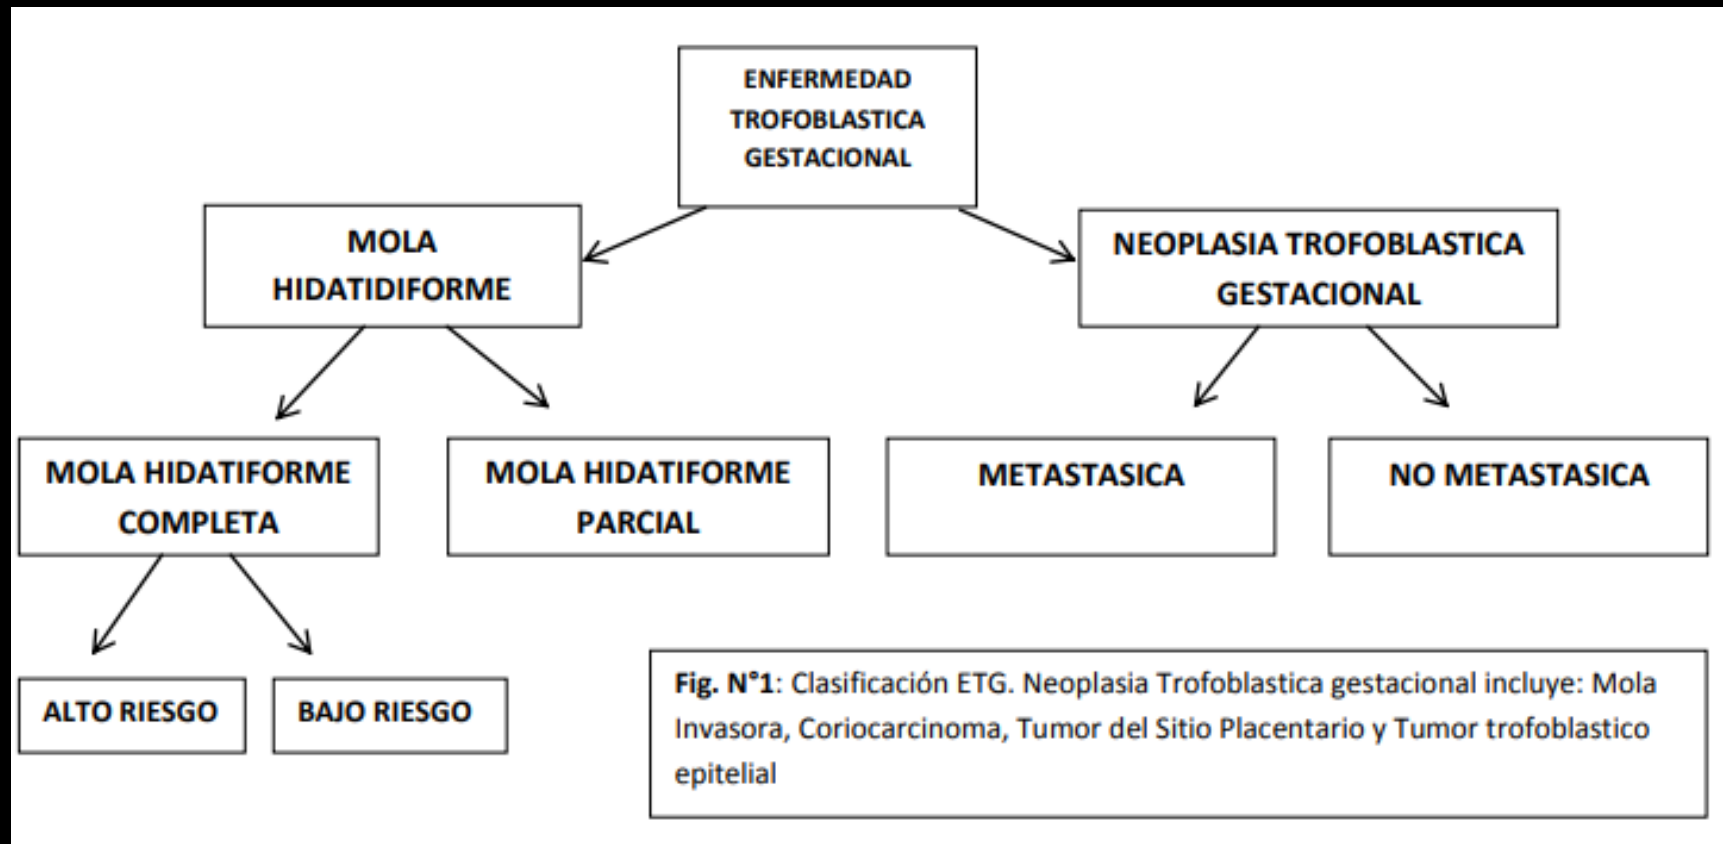 ENFERMEDAD
TROFOBLASTICA
GESTACIONAL
MOLA
HIDATIDIFORME
NEOPLASIA TROFOBLASTICA
GESTACIONAL
MOLA HIDATIFORME
COMPLETA
MOLA HIDATIFORME
PARCIAL
METASTASICA
NO METASTASICA
ALTO RIESGO
BAJO RIESGO
Fig. N°1: Clasificación ETG. Neoplasia Trofoblastica gestacional incluye: Mola
Invasora, Coriocarcinoma, Tumor del Sitio Placentario y Tumor trofoblastico
epitelial